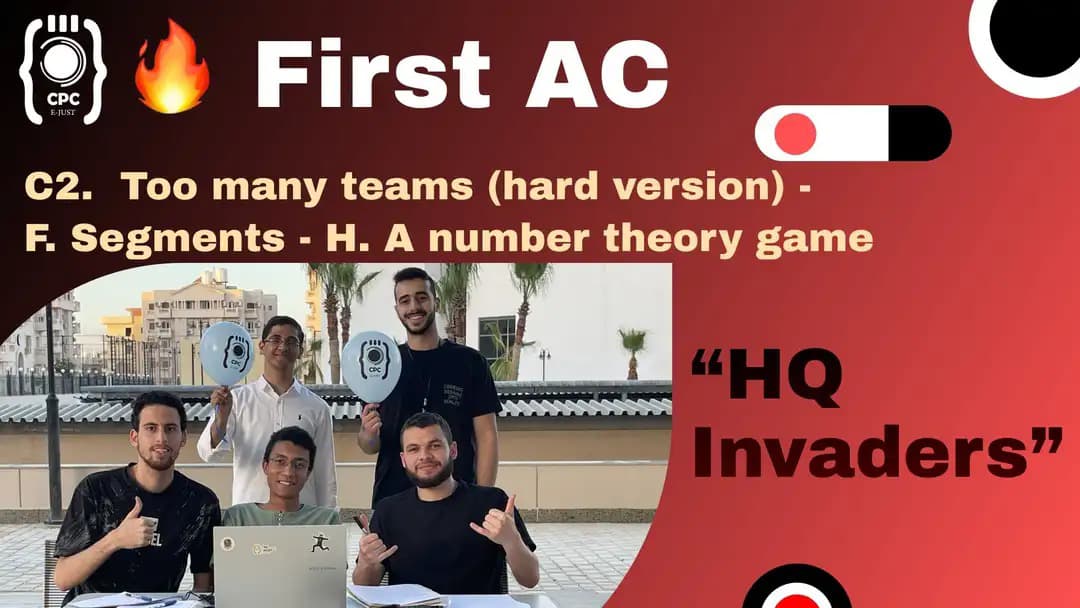 CPC
E-JUST
First AC
C2. Too many teams (hard version) -
F. Segments - H. A number theory game
“HQ
Invaders”
CPC
CPC